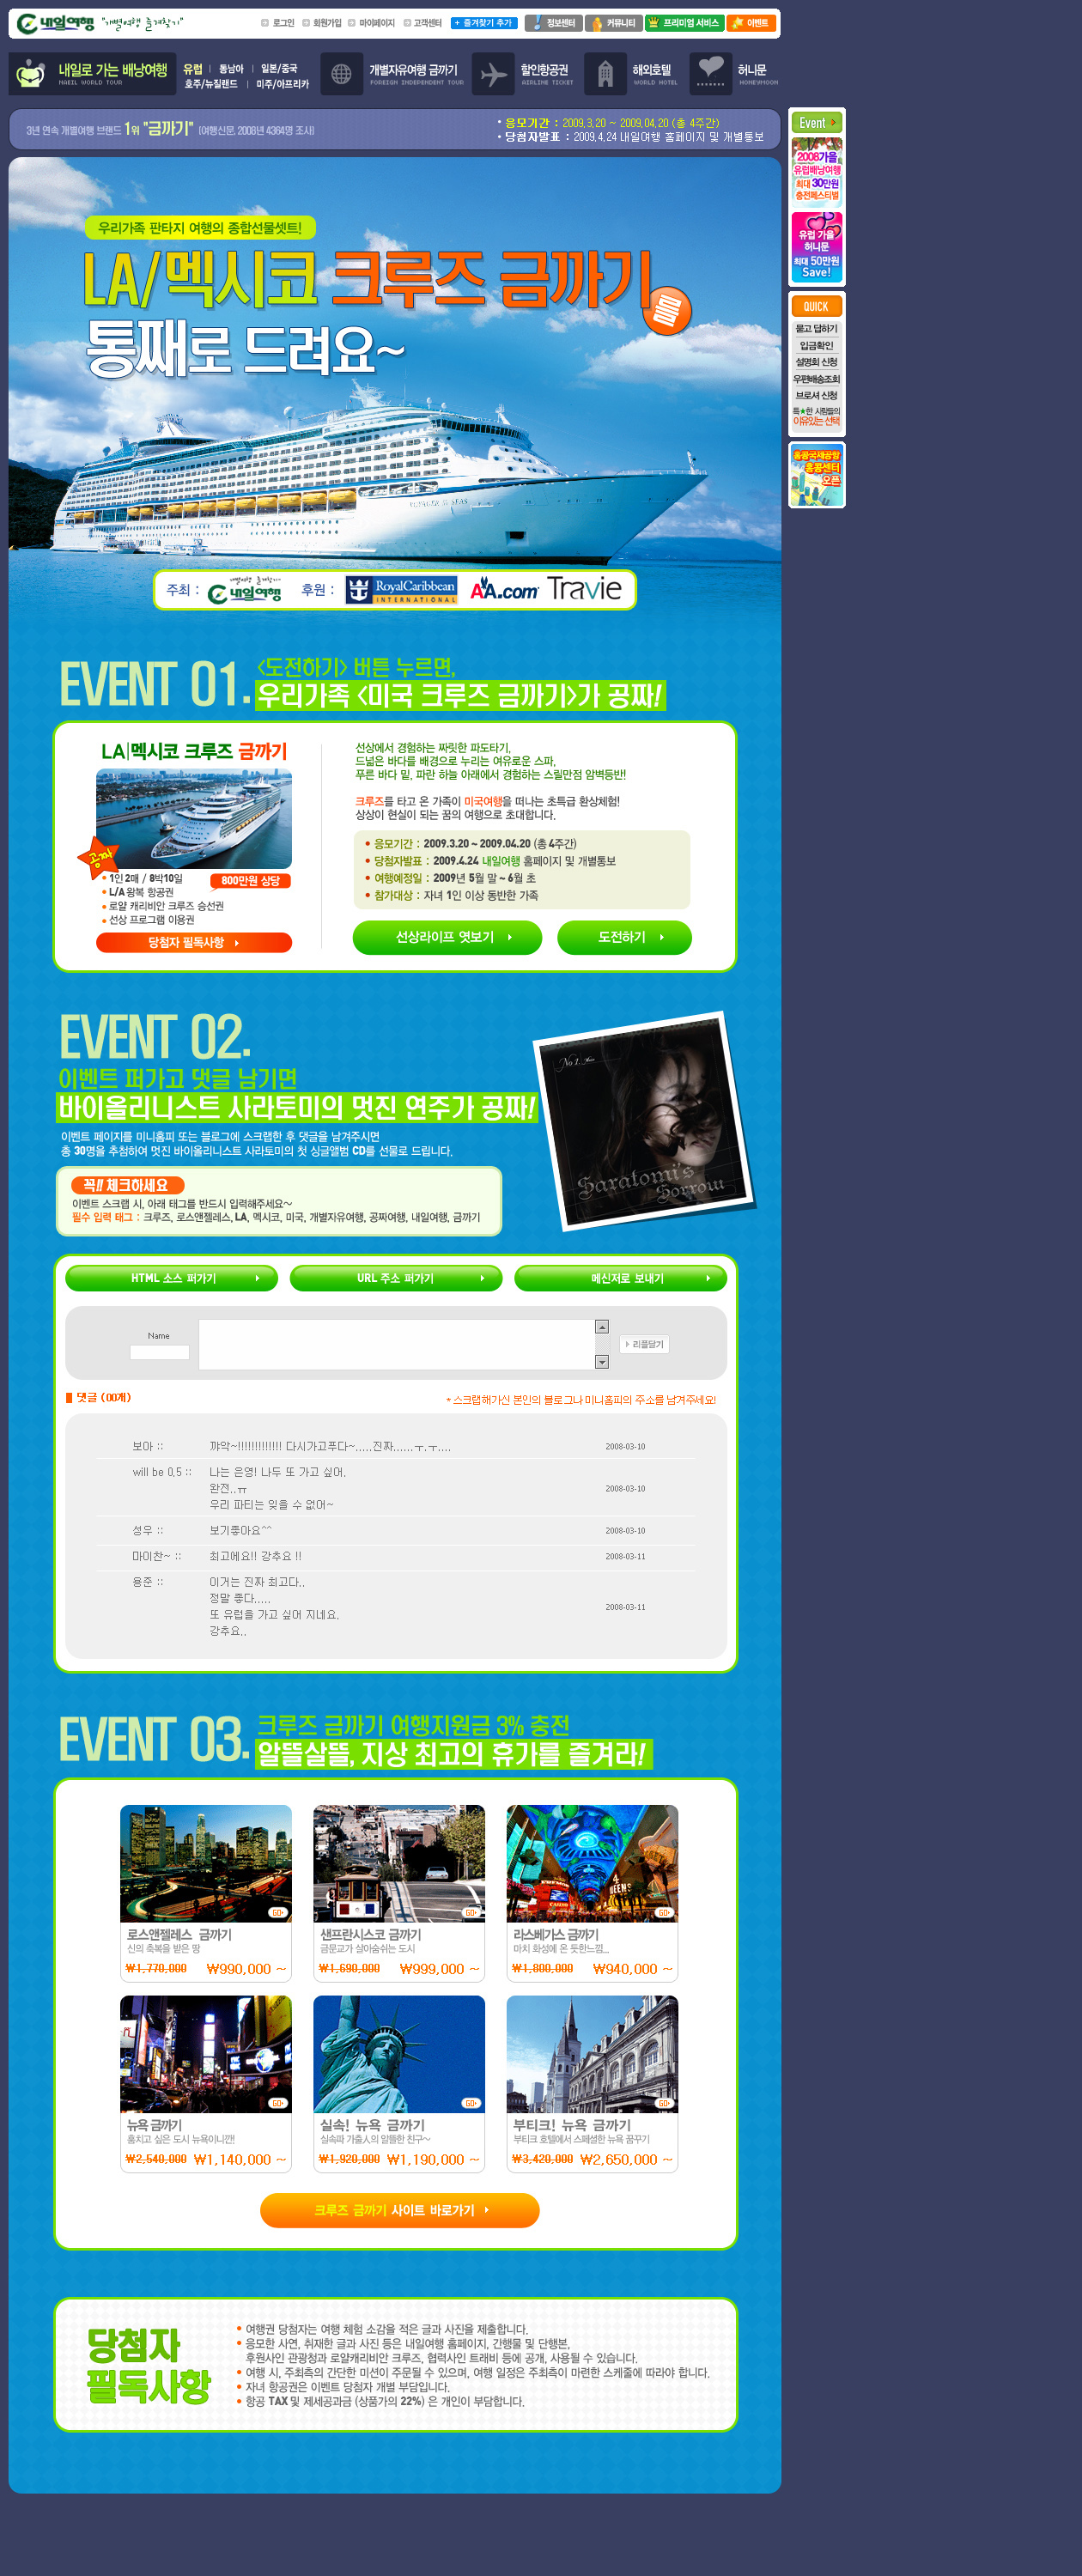 내일여행 "개별여행 즐겨찾기"
로그인 회원가입 마이페이지 고객센터 + 즐겨찾기 추가 정보센터 커뮤니티 프리미엄 서비스 이벤트
내일로 가는 배낭여행
NAEIL WORLD TOUR
유럽 | 동남아 | 일본/중국
호주/뉴질랜드 | 미주/아프리카
개별자유여행 금까기
FOREIGN INDEPENDENT TOUR
할인항공권
AIRLINE TICKET
해외호텔
WORLD HOTEL
허니문
HONEYMOON
3년 연속 개별여행 브랜드 1위 "금까기" [여행신문, 2008년 4364명 조사]
• 응모기간 : 2009.3.20 ~ 2009.04.20 (총 4주간)
• 당첨자발표 : 2009.4.24 내일여행 홈페이지 및 개별통보
Event
2008가을
유럽배낭여행
최대 30만원
충전페스티벌
유럽 가을
허니문
최대 50만원
Save!
QUICK
묻고 답하기
입금확인
설명회 신청
우편배송조회
브로셔 신청
특★한 사람들의
이유있는 선택
홍콩국제공항
홍콩센터
오픈
우리가족 판타지 여행의 종합선물셋트!
LA/멕시코 크루즈 금까기를
통째로 드려요~
VOYAGER OF THE SEAS
주최 : 개별여행 즐겨찾기 내일여행 후원 : RoyalCaribbean INTERNATIONAL AA.com Travie
EVENT 01.
<도전하기> 버튼 누르면,
우리가족 <미국 크루즈 금까기>가 공짜!
LA|멕시코 크루즈 금까기
공짜
• 1인 2매 / 8박10일
800만원 상당
• L/A 왕복 항공권
• 로얄 캐리비안 크루즈 승선권
• 선상 프로그램 이용권
당첨자 필독사항
선상에서 경험하는 짜릿한 파도타기,
드넓은 바다를 배경으로 누리는 여유로운 스파,
푸른 바다 밑, 파란 하늘 아래에서 경험하는 스릴만점 암벽등반!
크루즈를 타고 온 가족이 미국여행을 떠나는 초특급 환상체험!
상상이 현실이 되는 꿈의 여행으로 초대합니다.
• 응모기간 : 2009.3.20 ~ 2009.04.20 (총 4주간)
• 당첨자발표 : 2009.4.24 내일여행 홈페이지 및 개별통보
• 여행예정일 : 2009년 5월 말 ~ 6월 초
• 참가대상 : 자녀 1인 이상 동반한 가족
선상라이프 엿보기
도전하기
EVENT 02.
이벤트 퍼가고 댓글 남기면
바이올리니스트 사라토미의 멋진 연주가 공짜!
이벤트 페이지를 미니홈피 또는 블로그에 스크랩한 후 댓글을 남겨주시면
총 30명을 추첨하여 멋진 바이올리니스트 사라토미의 첫 싱글앨범 CD를 선물로 드립니다.
Saratomi's
Sorrow
꼭!! 체크하세요
이벤트 스크랩 시, 아래 태그를 반드시 입력해주세요~
필수 입력 태그 : 크루즈, 로스앤젤레스, LA, 멕시코, 미국, 개별자유여행, 공짜여행, 내일여행, 금까기
HTML 소스 퍼가기
URL 주소 퍼가기
메신저로 보내기
Name
리플달기
댓글 (00개)
* 스크랩해가신 본인의 블로그나 미니홈피의 주소를 남겨주세요!
보아 :: 꺄악~!!!!!!!!!!!!! 다시가고푸다~.....진짜......ㅜ.ㅜ.... 2008-03-10
will be 0.5 :: 나는 은영! 나두 또 가고 싶어.
완전..ㅠ 2008-03-10
우리 파티는 잊을 수 없어~
성우 :: 보기좋아요^^ 2008-03-10
마이찬~ :: 최고에요!! 강추요 !! 2008-03-11
용준 :: 이거는 진짜 최고다..
정말 좋다.....
또 유럽을 가고 싶어 지네요. 2008-03-11
강추요..
EVENT 03.
크루즈 금까기 여행지원금 3% 충전
알뜰살뜰, 지상 최고의 휴가를 즐겨라!
GO
로스앤젤레스 금까기
신의 축복을 받은 땅
₩1,770,000 ₩990,000 ~
GO
샌프란시스코 금까기
금문교가 살아숨쉬는 도시
₩1,690,000 ₩999,000 ~
GO
라스베가스 금까기
마치 화성에 온 듯한느낌...
₩1,800,000 ₩940,000 ~
GO
뉴욕 금까기
훔치고 싶은 도시 뉴욕이니깐!!
₩2,540,000 ₩1,140,000 ~
GO
실속! 뉴욕 금까기
실속파 가출人의 알뜰한 친구~
₩1,920,000 ₩1,190,000 ~
GO
부티크! 뉴욕 금까기
부티크 호텔에서 스페셜한 뉴욕 꿈꾸기
₩3,420,000 ₩2,650,000 ~
크루즈 금까기 사이트 바로가기
당첨자
필독사항
• 여행권 당첨자는 여행 체험 소감을 적은 글과 사진을 제출합니다.
• 응모한 사연, 취재한 글과 사진 등은 내일여행 홈페이지, 간행물 및 단행본,
후원사인 관광청과 로얄캐리비안 크루즈, 협력사인 트래비 등에 공개, 사용될 수 있습니다.
• 여행 시, 주최측의 간단한 미션이 주문될 수 있으며, 여행 일정은 주최측이 마련한 스케줄에 따라야 합니다.
• 자녀 항공권은 이벤트 당첨자 개별 부담입니다.
• 항공 TAX 및 제세공과금 (상품가의 22%) 은 개인이 부담합니다.